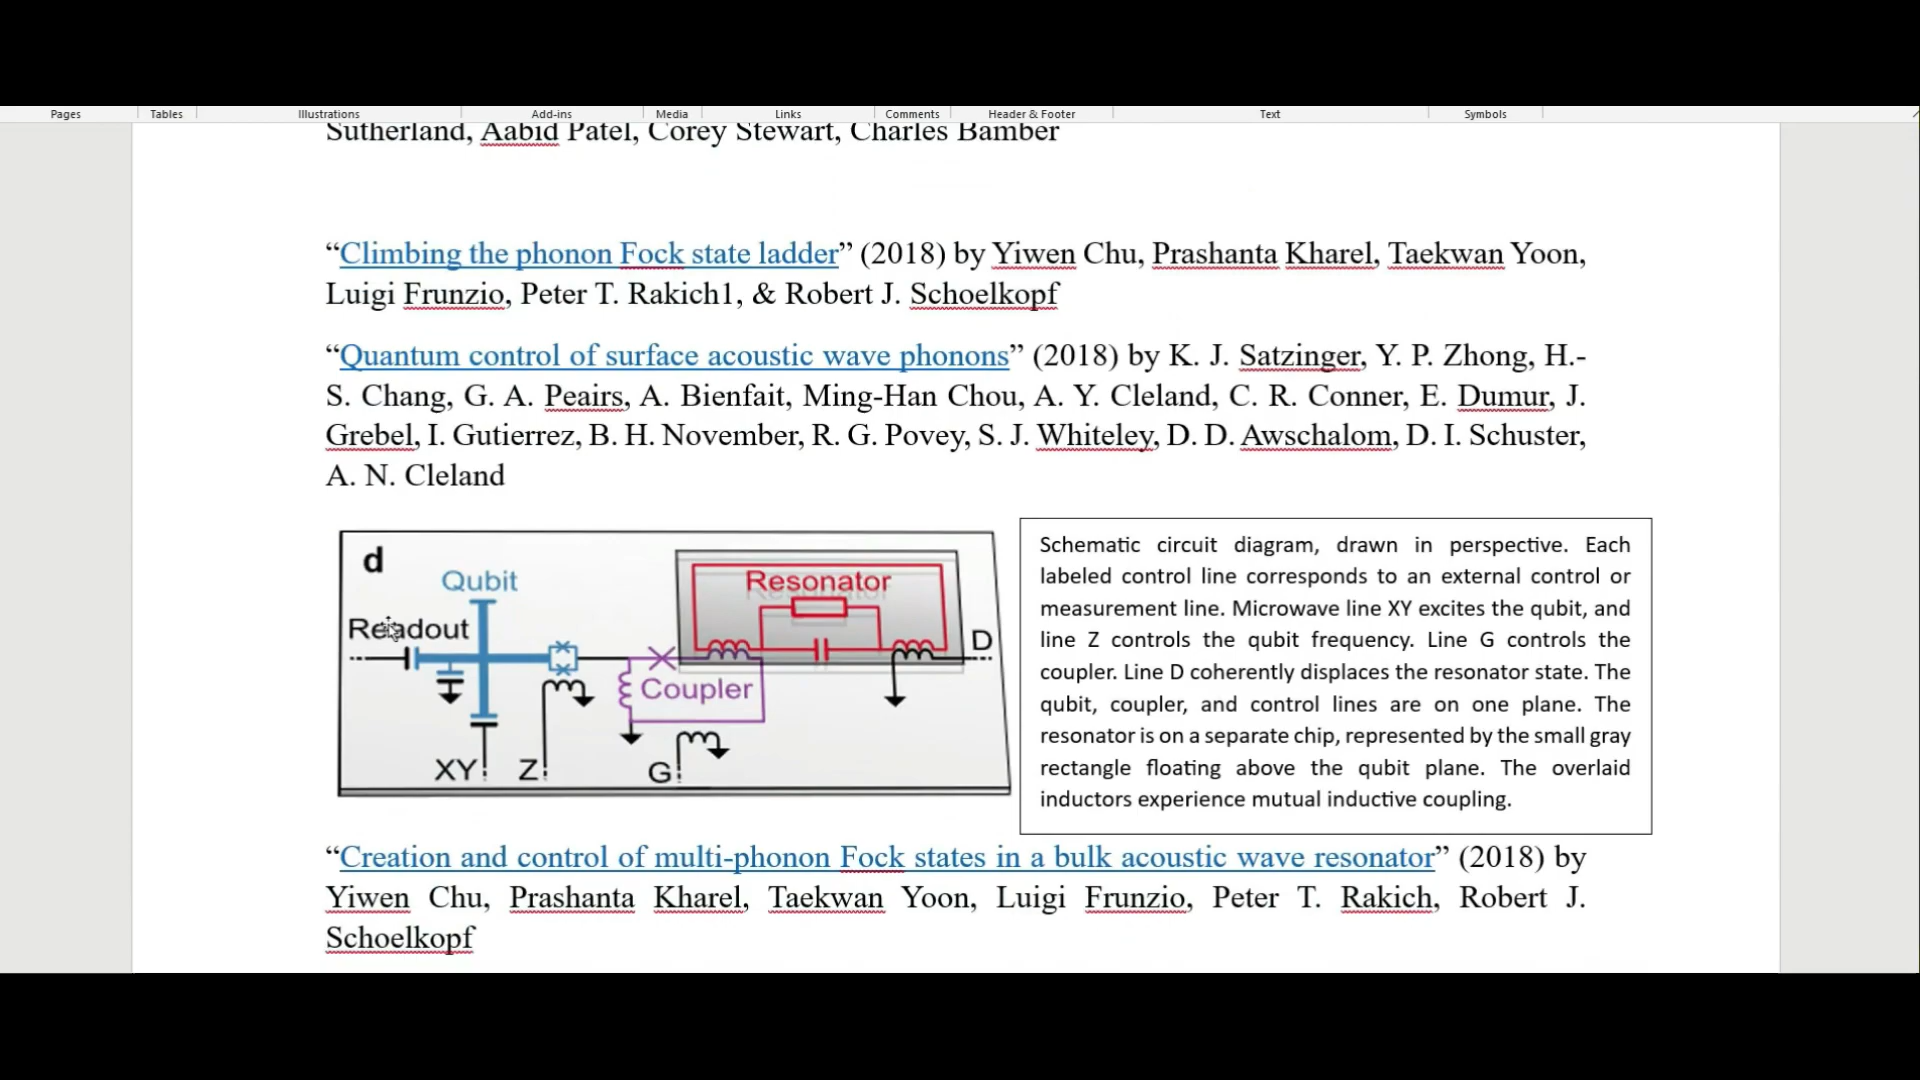 Pages Tables Illustrations Add-ins Media Links Comments Header & Footer Text Symbols
Sutherland, Aabid Patel, Corey Stewart, Charles Bamber
“Climbing the phonon Fock state ladder” (2018) by Yiwen Chu, Prashanta Kharel, Taekwan Yoon,
Luigi Frunzio, Peter T. Rakich1, & Robert J. Schoelkopf
“Quantum control of surface acoustic wave phonons” (2018) by K. J. Satzinger, Y. P. Zhong, H.-
S. Chang, G. A. Peairs, A. Bienfait, Ming-Han Chou, A. Y. Cleland, C. R. Conner, E. Dumur, J.
Grebel, I. Gutierrez, B. H. November, R. G. Povey, S. J. Whiteley, D. D. Awschalom, D. I. Schuster,
A. N. Cleland
d
Qubit
Resonator
Readout
D
Coupler
XY
Z
G
Schematic circuit diagram, drawn in perspective. Each
labeled control line corresponds to an external control or
measurement line. Microwave line XY excites the qubit, and
line Z controls the qubit frequency. Line G controls the
coupler. Line D coherently displaces the resonator state. The
qubit, coupler, and control lines are on one plane. The
resonator is on a separate chip, represented by the small gray
rectangle floating above the qubit plane. The overlaid
inductors experience mutual inductive coupling.
“Creation and control of multi-phonon Fock states in a bulk acoustic wave resonator” (2018) by
Yiwen Chu, Prashanta Kharel, Taekwan Yoon, Luigi Frunzio, Peter T. Rakich, Robert J.
Schoelkopf